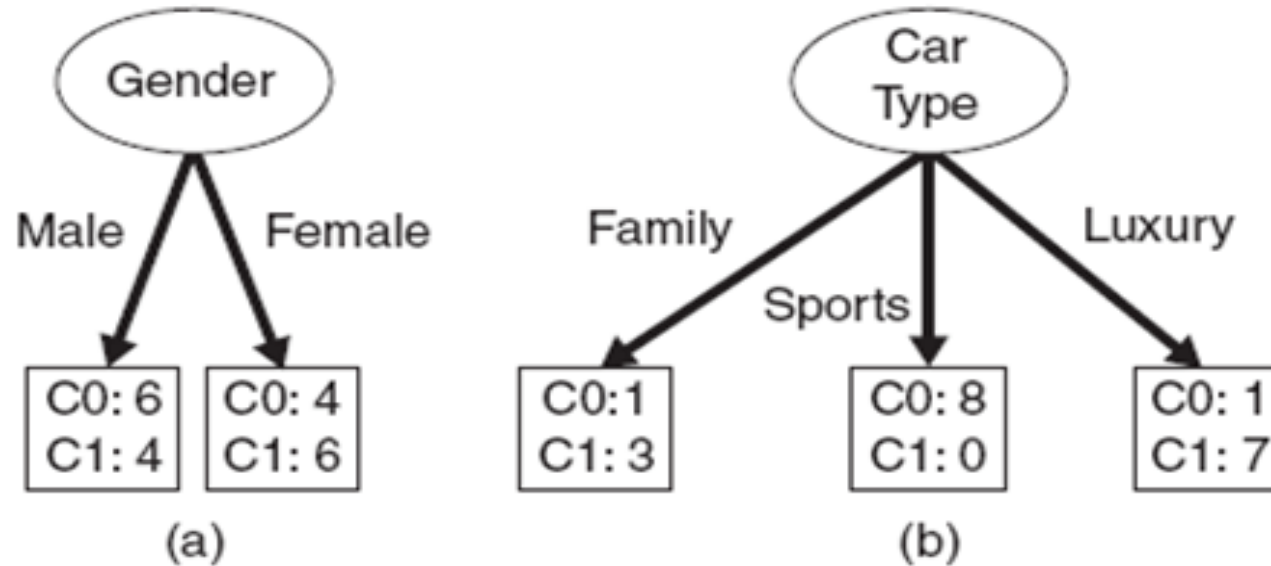 Gender
Male
Female
C0: 6
C1: 4
C0: 4
C1: 6
(a)
Car
Type
Family
Sports
Luxury
C0:1
C1: 3
C0: 8
C1: 0
C0: 1
C1: 7
(b)